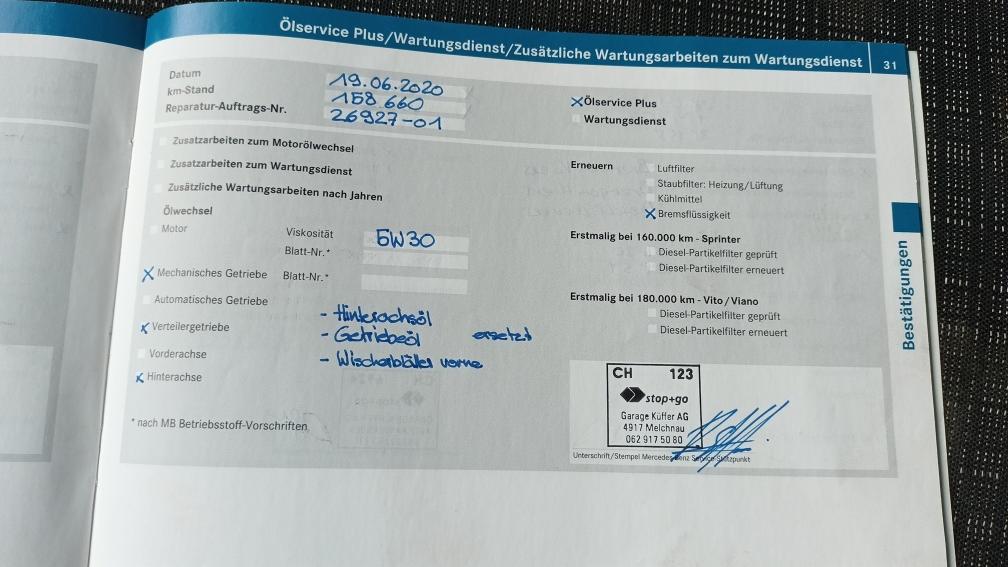 Ölservice Plus/Wartungsdienst/Zusätzliche Wartungsarbeiten zum Wartungsdienst 31
Datum 19.06.2020
km-Stand 158 660
Reparatur-Auftrags-Nr. 26927-01
Ölservice Plus
Wartungsdienst
Zusatzarbeiten zum Motorölwechsel
Zusatzarbeiten zum Wartungsdienst
Zusätzliche Wartungsarbeiten nach Jahren
Ölwechsel
Motor Viskosität 5W30
Blatt-Nr.*
Mechanisches Getriebe Blatt-Nr.*
Automatisches Getriebe
Verteilergetriebe
Vorderachse
Hinterachse
- Hinterachsöl
- Getriebeöl ersetzt
- Wischerblätter vorne
* nach MB Betriebsstoff-Vorschriften
Erneuern Luftfilter
Staubfilter: Heizung/Lüftung
Kühlmittel
Bremsflüssigkeit
Erstmalig bei 160.000 km - Sprinter
Diesel-Partikelfilter geprüft
Diesel-Partikelfilter erneuert
Erstmalig bei 180.000 km - Vito/Viano
Diesel-Partikelfilter geprüft
Diesel-Partikelfilter erneuert
CH 123
stop+go
Garage Küffer AG
4917 Melchnau
062 917 50 80
Unterschrift/Stempel Mercedes-Benz Service-Stützpunkt
Bestätigungen